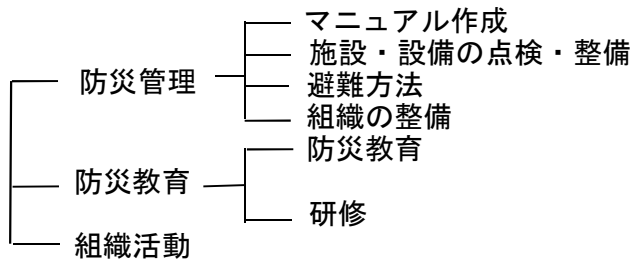 マニュアル作成
施設・設備の点検・整備
防災管理
避難方法
組織の整備
防災教育
防災教育
研修
組織活動